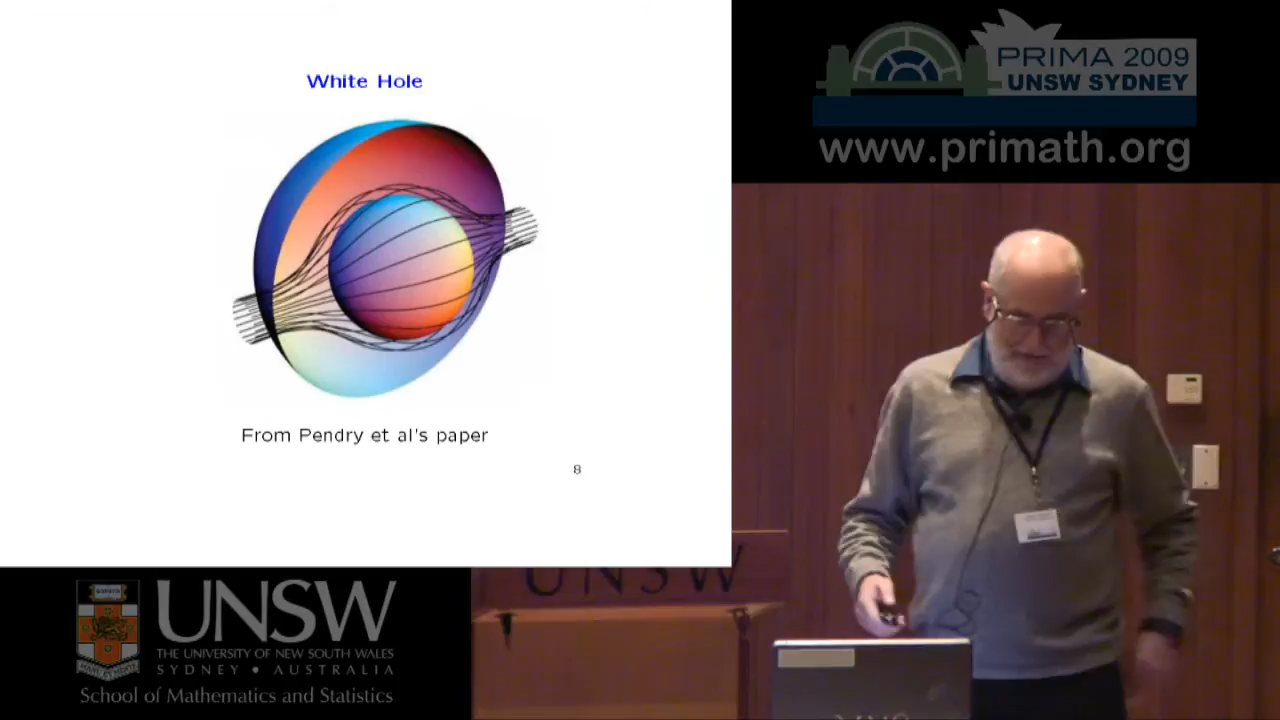 White Hole
From Pendry et al's paper
8
PRIMA 2009
UNSW SYDNEY
www.primath.org
UNSW
UNSW
THE UNIVERSITY OF NEW SOUTH WALES
SYDNEY • AUSTRALIA
School of Mathematics and Statistics